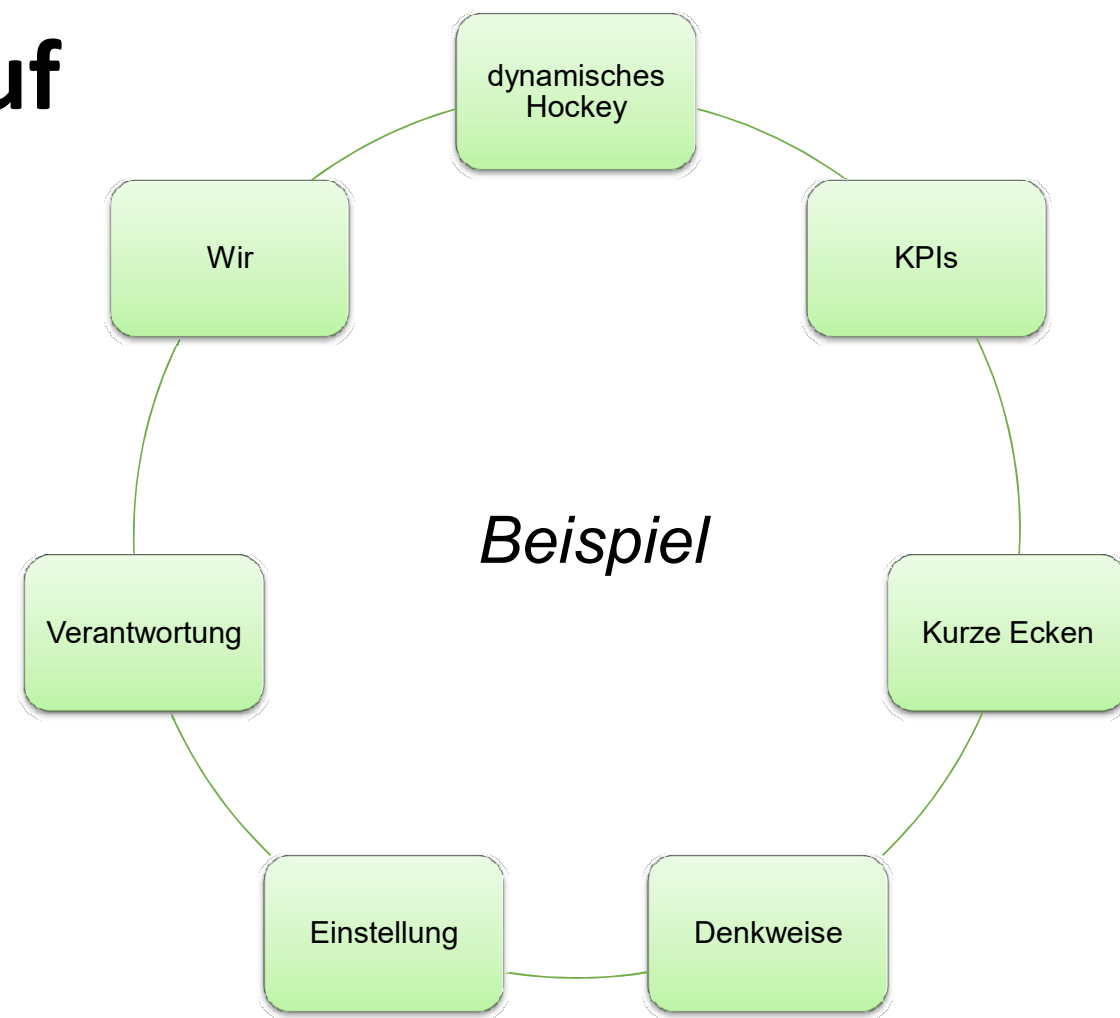 uf
dynamisches
Hockey
Wir
KPIs
Beispiel
Verantwortung
Kurze Ecken
Einstellung
Denkweise